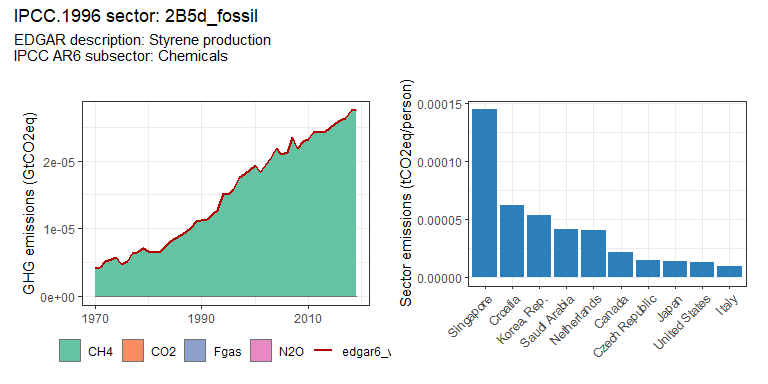 IPCC.1996 sector: 2B5d_fossil
EDGAR description: Styrene production
IPCC AR6 subsector: Chemicals
GHG emissions (GtCO2eq)
2e-05
1e-05
0e+00
1970
1990
2010
CH4
CO2
Fgas
N2O
edgar6_v
Sector emissions (tCO2eq/person)
0.00015
0.00010
0.00005
0.00000
Singapore
Croatia
Korea, Rep.
Saudi Arabia
Netherlands
Canada
Czech Republic
Japan
United States
Italy